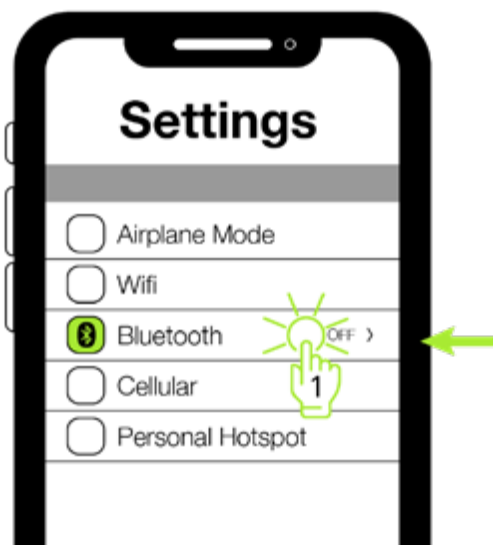 Settings
Airplane Mode
Wifi
Bluetooth OFF >
1
Cellular
Personal Hotspot